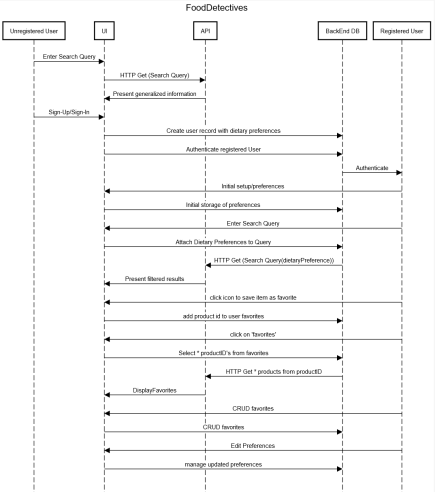 FoodDetectives
Unregistered User
UI
API
BackEnd DB
Registered User
Enter Search Query
HTTP Get (Search Query)
Present generalized information
Sign-Up/Sign-In
Create user record with dietary preferences
Authenticate registered User
Authenticate
Initial setup/preferences
Initial storage of preferences
Enter Search Query
Attach Dietary Preferences to Query
HTTP Get (Search Query(dietaryPreference))
Present filtered results
click icon to save item as favorite
add product id to user favorites
click on 'favorites'
Select * productID's from favorites
HTTP Get * products from productID
DisplayFavorites
CRUD favorites
CRUD favorites
Edit Preferences
manage updated preferences